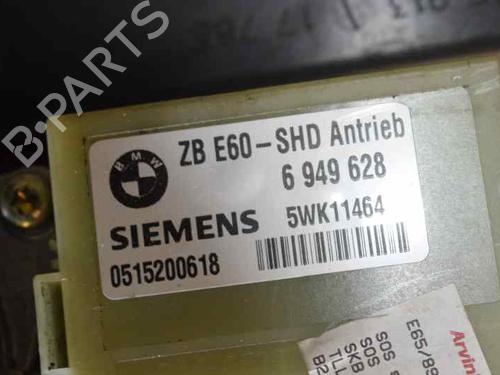 BMW
ZB E60-SHD Antrieb
6 949 628
SIEMENS 5WK11464
0515200618
Arvin
E65/89
SOS
SOS
SKB
TLL
B2
B-PARTS